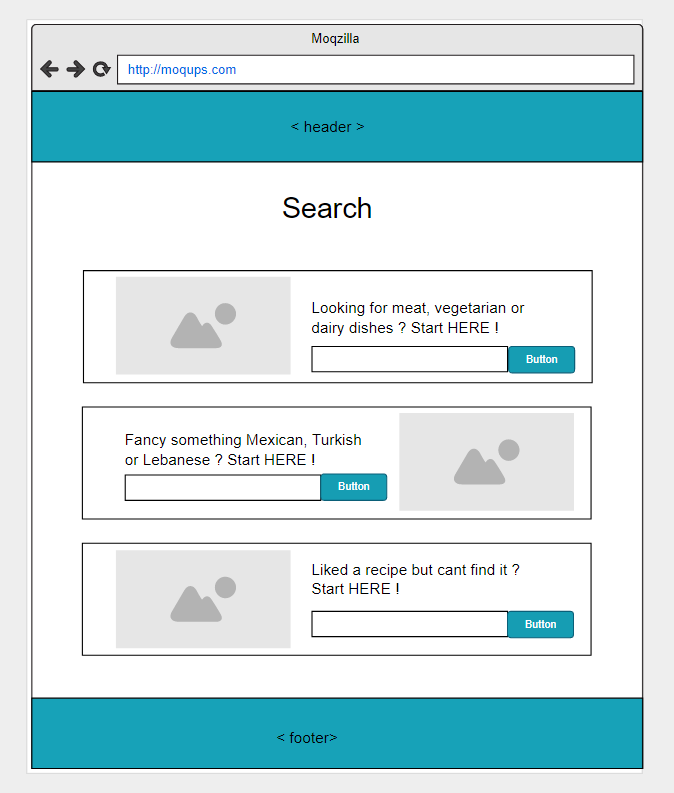 Moqzilla
http://moqups.com
< header >
Search
Looking for meat, vegetarian or
dairy dishes ? Start HERE !
Button
Fancy something Mexican, Turkish
or Lebanese ? Start HERE !
Button
Liked a recipe but cant find it ?
Start HERE !
Button
< footer>